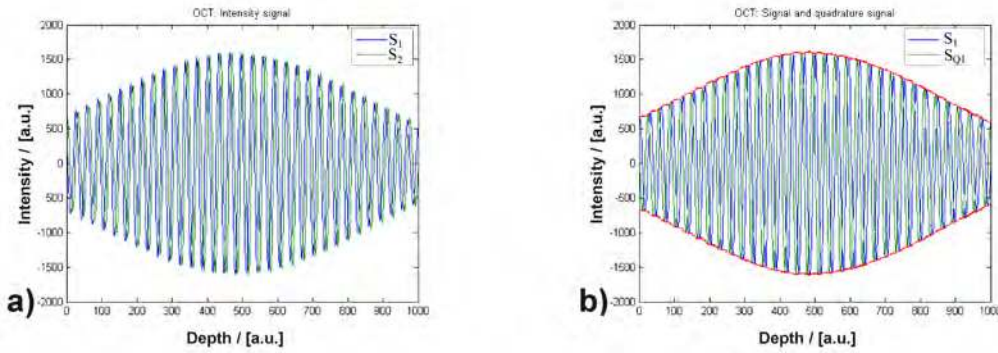 OCT: Intensity signal
S1
S2
2000
1500
1000
500
0
500
-1000
-1500
-2000
0 100 200 300 400 500 600 700 800 900 1000
Intensity / [a.u.]
Depth / [a.u.]
a)
OCT: Signal and quadrature signal
S1
SQ1
2000
1500
1000
500
0
500
-1000
-1500
-2000
0 100 200 300 400 500 600 700 800 900 1000
Intensity / [a.u.]
Depth / [a.u.]
b)